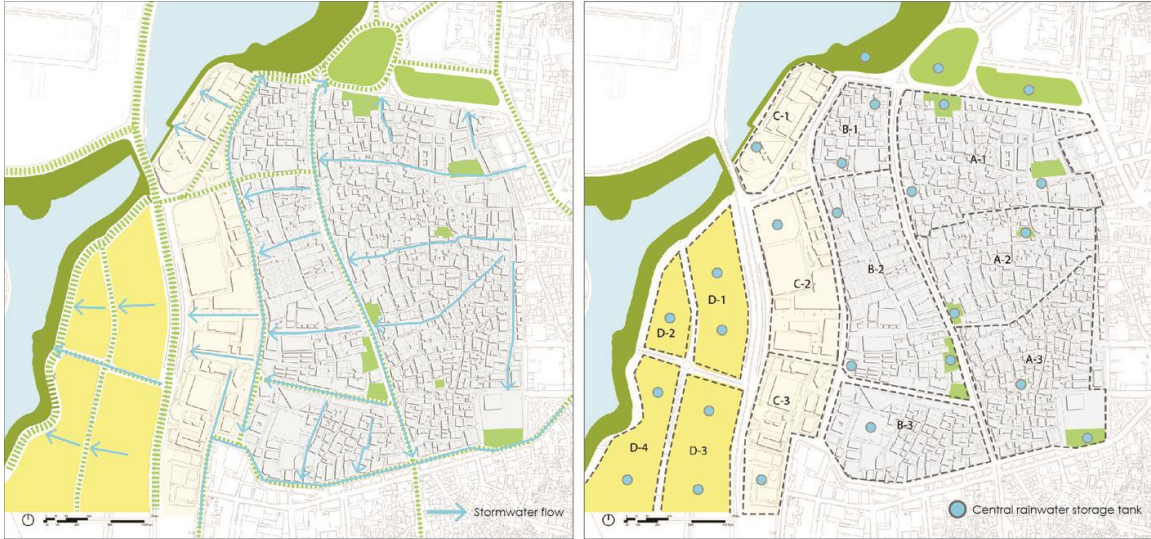 Stormwater flow
C-1
B-1
A-1
A-2
B-2
C-2
D-1
D-2
A-3
C-3
B-3
D-4
D-3
Central rainwater storage tank